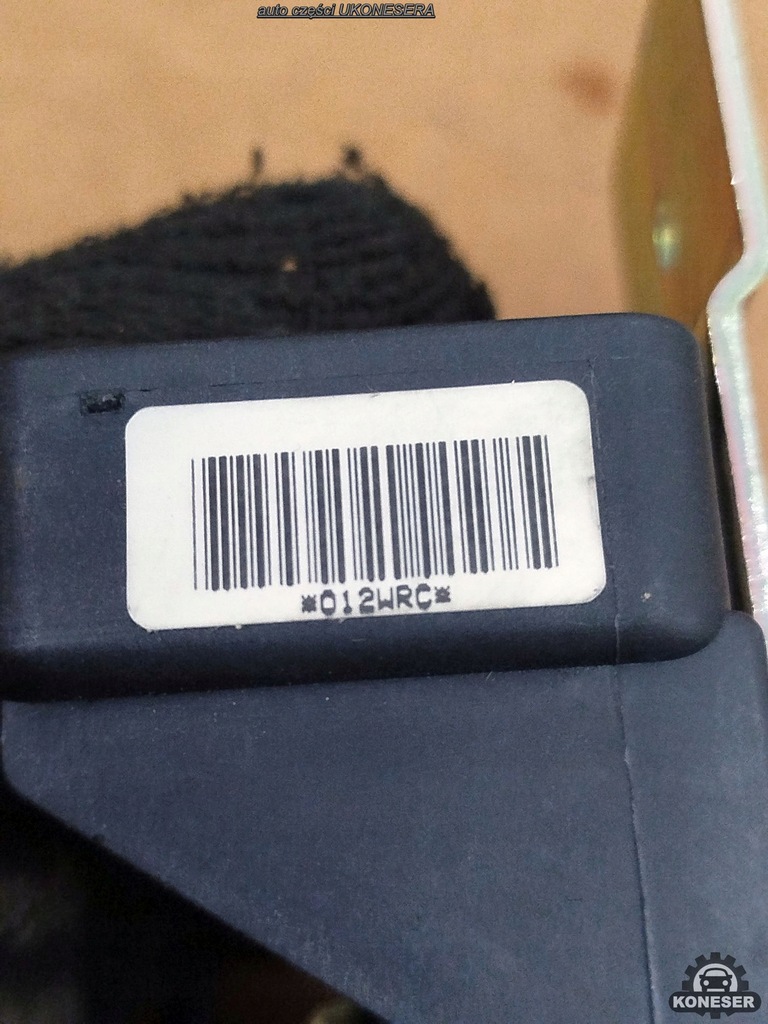 auto części UKONESERA
*012WRC*
KONESER